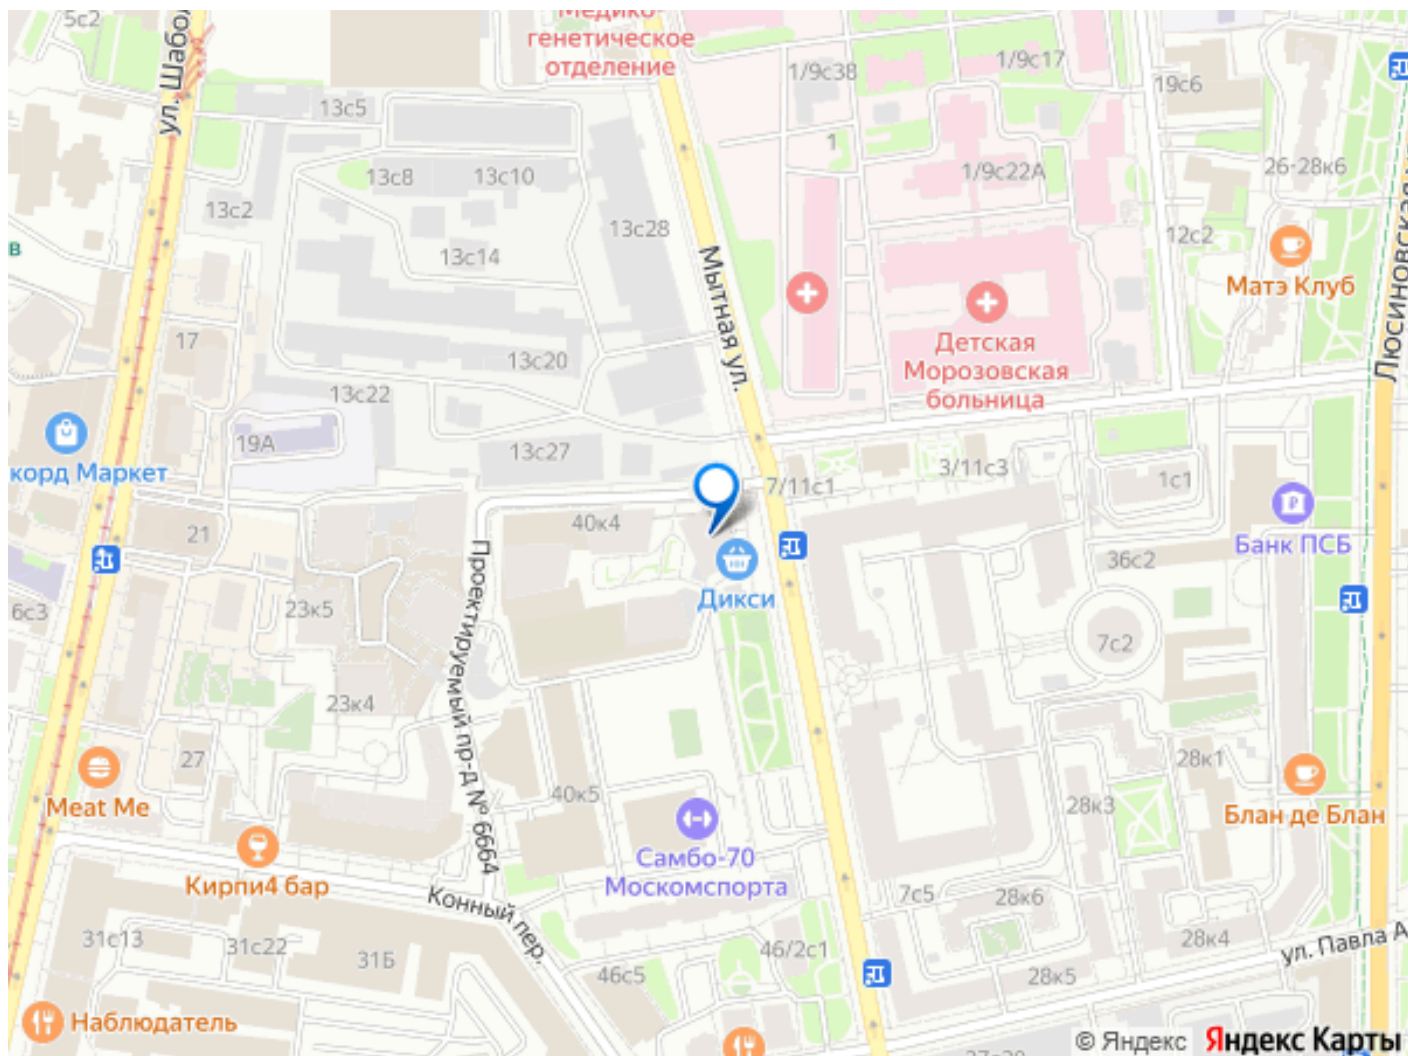 5с2
ул. Шабо
Медико-
генетическое
отделение
1/9с38
1/9с17
19с6
13с5
1
13с8
13с10
1/9с22А
26-28к6
13с2
13с28
12с2
в
13с14
Мытная ул.
Матэ Клуб
Люсиновская
17
Детская
Морозовская
больница
13с20
13с22
19А
13с27
3/11с3
корд Маркет
7/11с1
1с1
40к4
21
Банк ПСБ
36с2
Дикси
6с3
23к5
7с2
Проектируемый пр-д № 6664
23к4
27
28к1
40к5
28к3
Meat Me
Блан де Блан
Самбо-70
Москомспорта
Кирпи4 бар
Конный пер.
7с5
28к6
31с13
31с22
31Б
46/2с1
28к4
ул. Павла А
46с5
28к5
Наблюдатель
© Яндекс Яндекс Карты